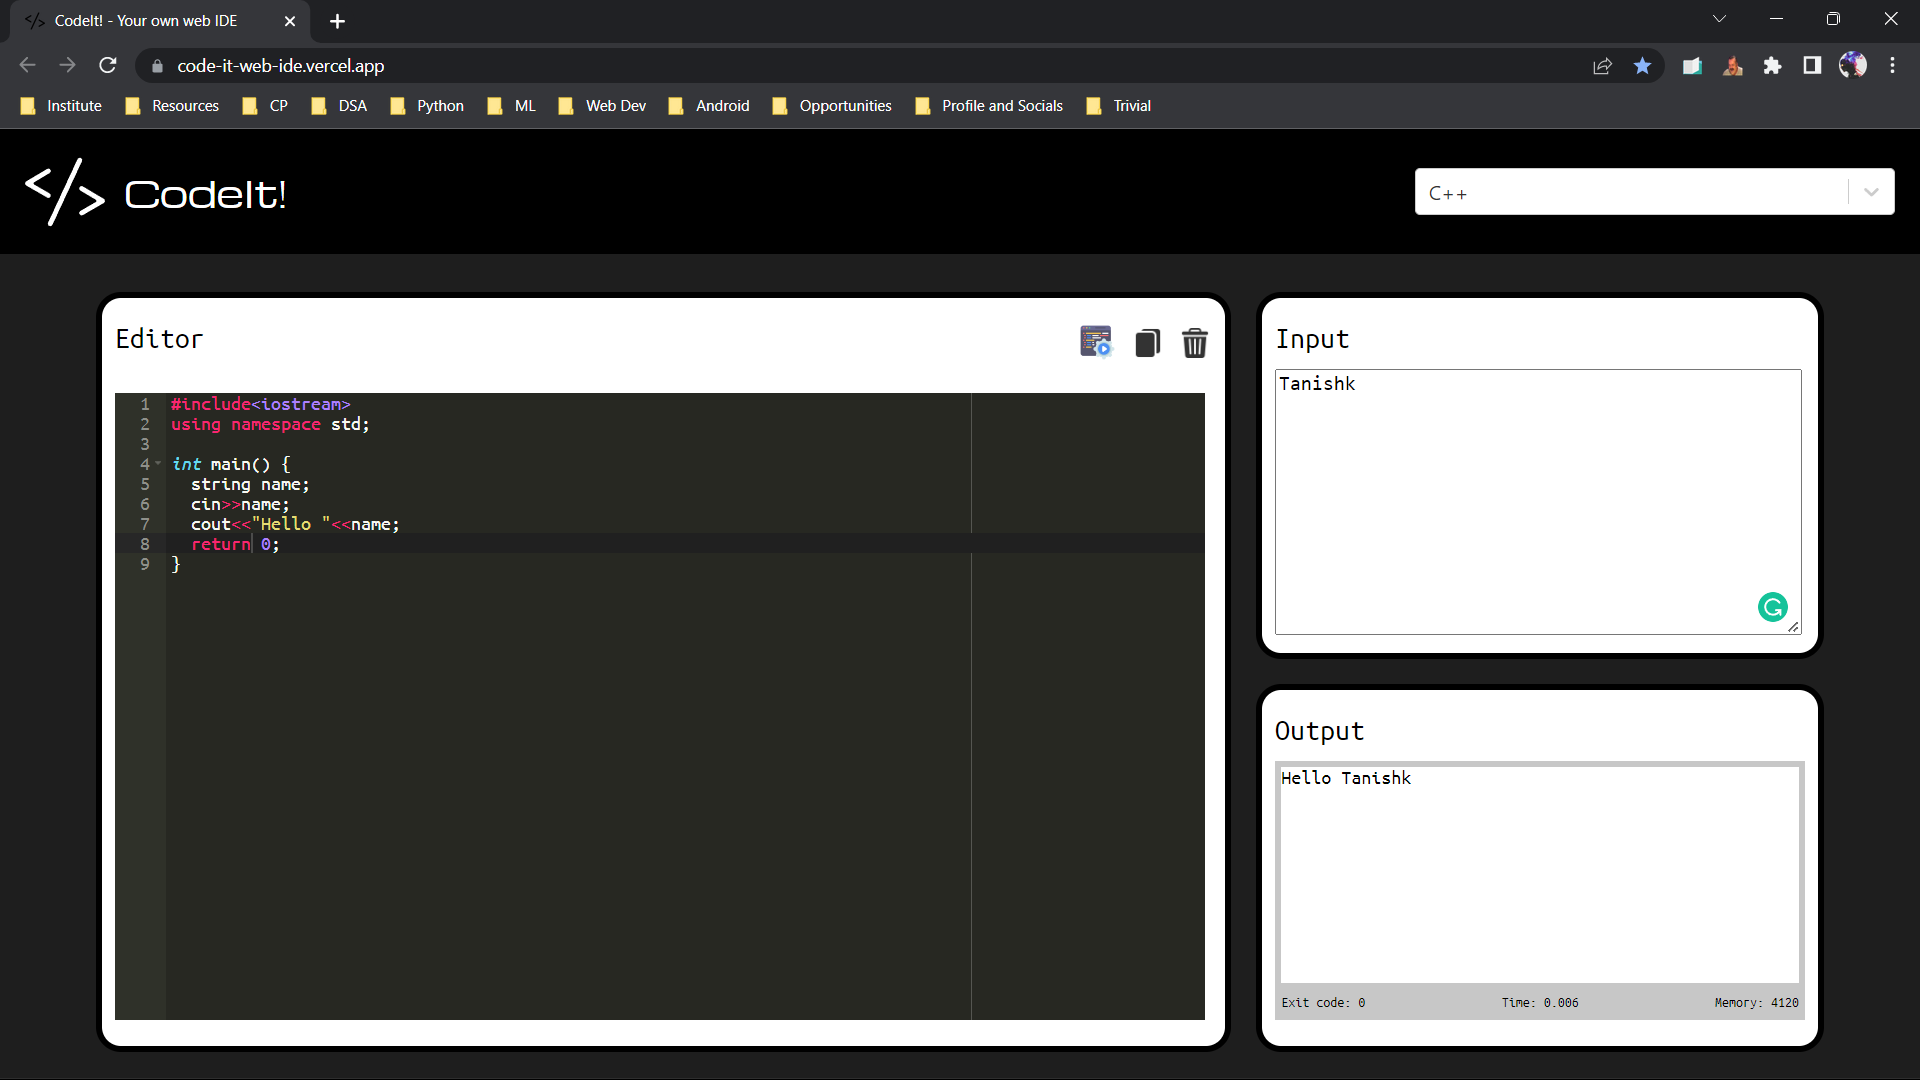 CodeIt! - Your own web IDE
code-it-web-ide.vercel.app
Institute Resources CP DSA Python ML Web Dev Android Opportunities Profile and Socials Trivial
</> CodeIt!
C++
Editor
1 #include<iostream>
2 using namespace std;
3
4 int main() {
5 string name;
6 cin>>name;
7 cout<<"Hello "<<name;
8 return 0;
9 }
Input
Tanishk
Output
Hello Tanishk
Exit code: 0 Time: 0.006 Memory: 4120